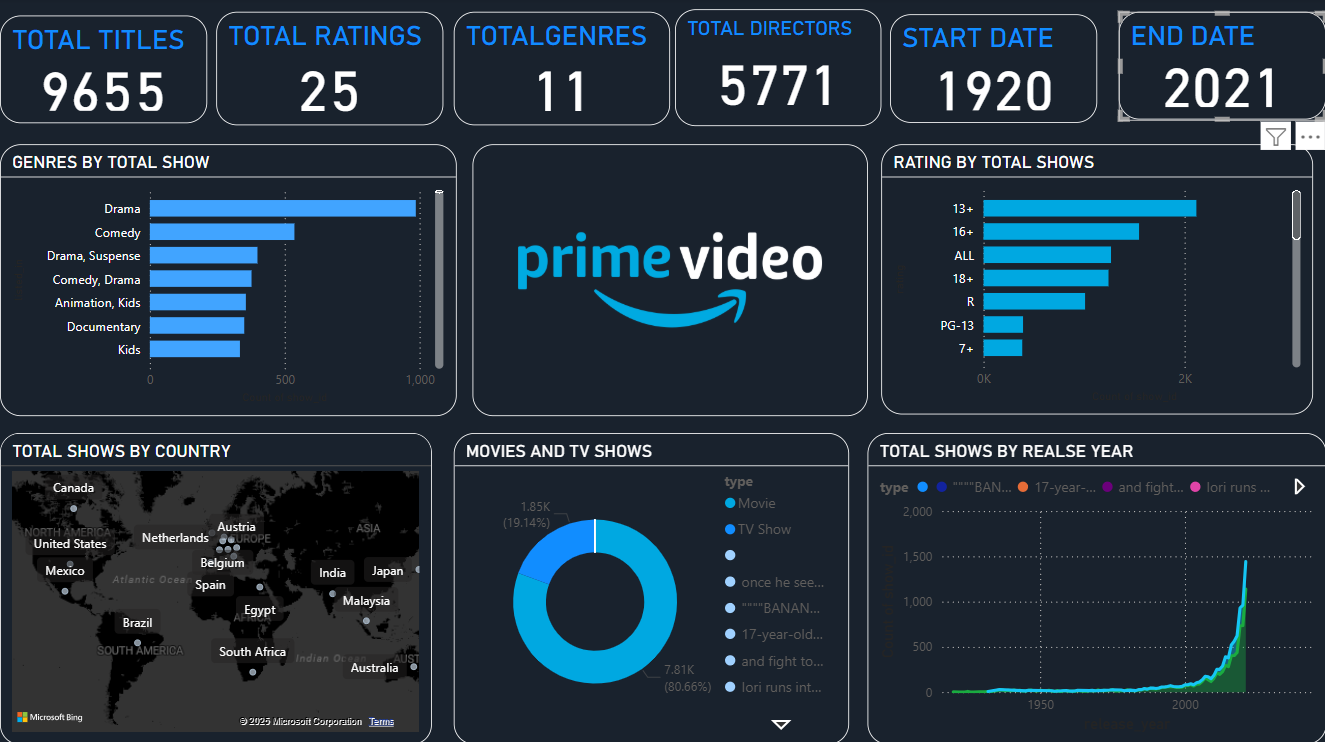 TOTAL TITLES
9655
TOTAL RATINGS
25
TOTALGENRES
11
TOTAL DIRECTORS
5771
START DATE
1920
END DATE
2021
GENRES BY TOTAL SHOW
Drama
Comedy
Drama, Suspense
Comedy, Drama
Animation, Kids
Documentary
Kids
0
500
1,000
prime video
RATING BY TOTAL SHOWS
13+
16+
ALL
18+
R
PG-13
7+
0K
2K
TOTAL SHOWS BY COUNTRY
Canada
NORTH AMERICA
United States
Mexico
Atlantic Ocean
Netherlands
Austria
EUROPE
Belgium
Spain
ASIA
India
Japan
Malaysia
Egypt
AFRICA
Brazil
SOUTH AMERICA
South Africa
Indian Ocean
AUST
Australia
Microsoft Bing
© 2025 Microsoft Corporation Terms
MOVIES AND TV SHOWS
1.85K
(19.14%)
7.81K
(80.66%)
type
Movie
TV Show
once he see...
""""BANAN...
17-year-old...
and fight to...
lori runs int...
TOTAL SHOWS BY REALSE YEAR
type
""""BAN...
17-year-...
and fight...
lori runs ...
2,000
1,500
1,000
500
0
1950
2000